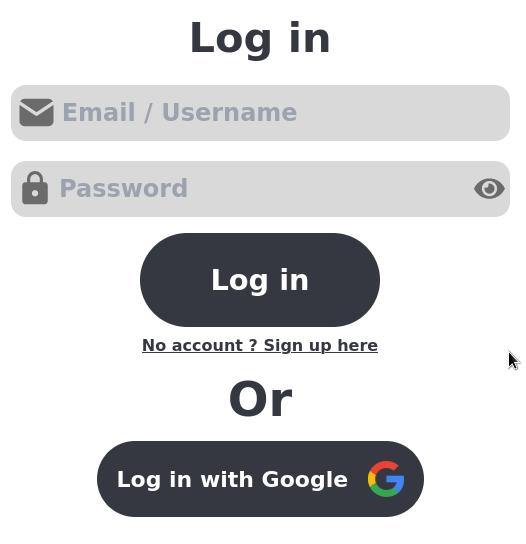 Log in
Email / Username
Password
Log in
No account ? Sign up here
Or
Log in with Google